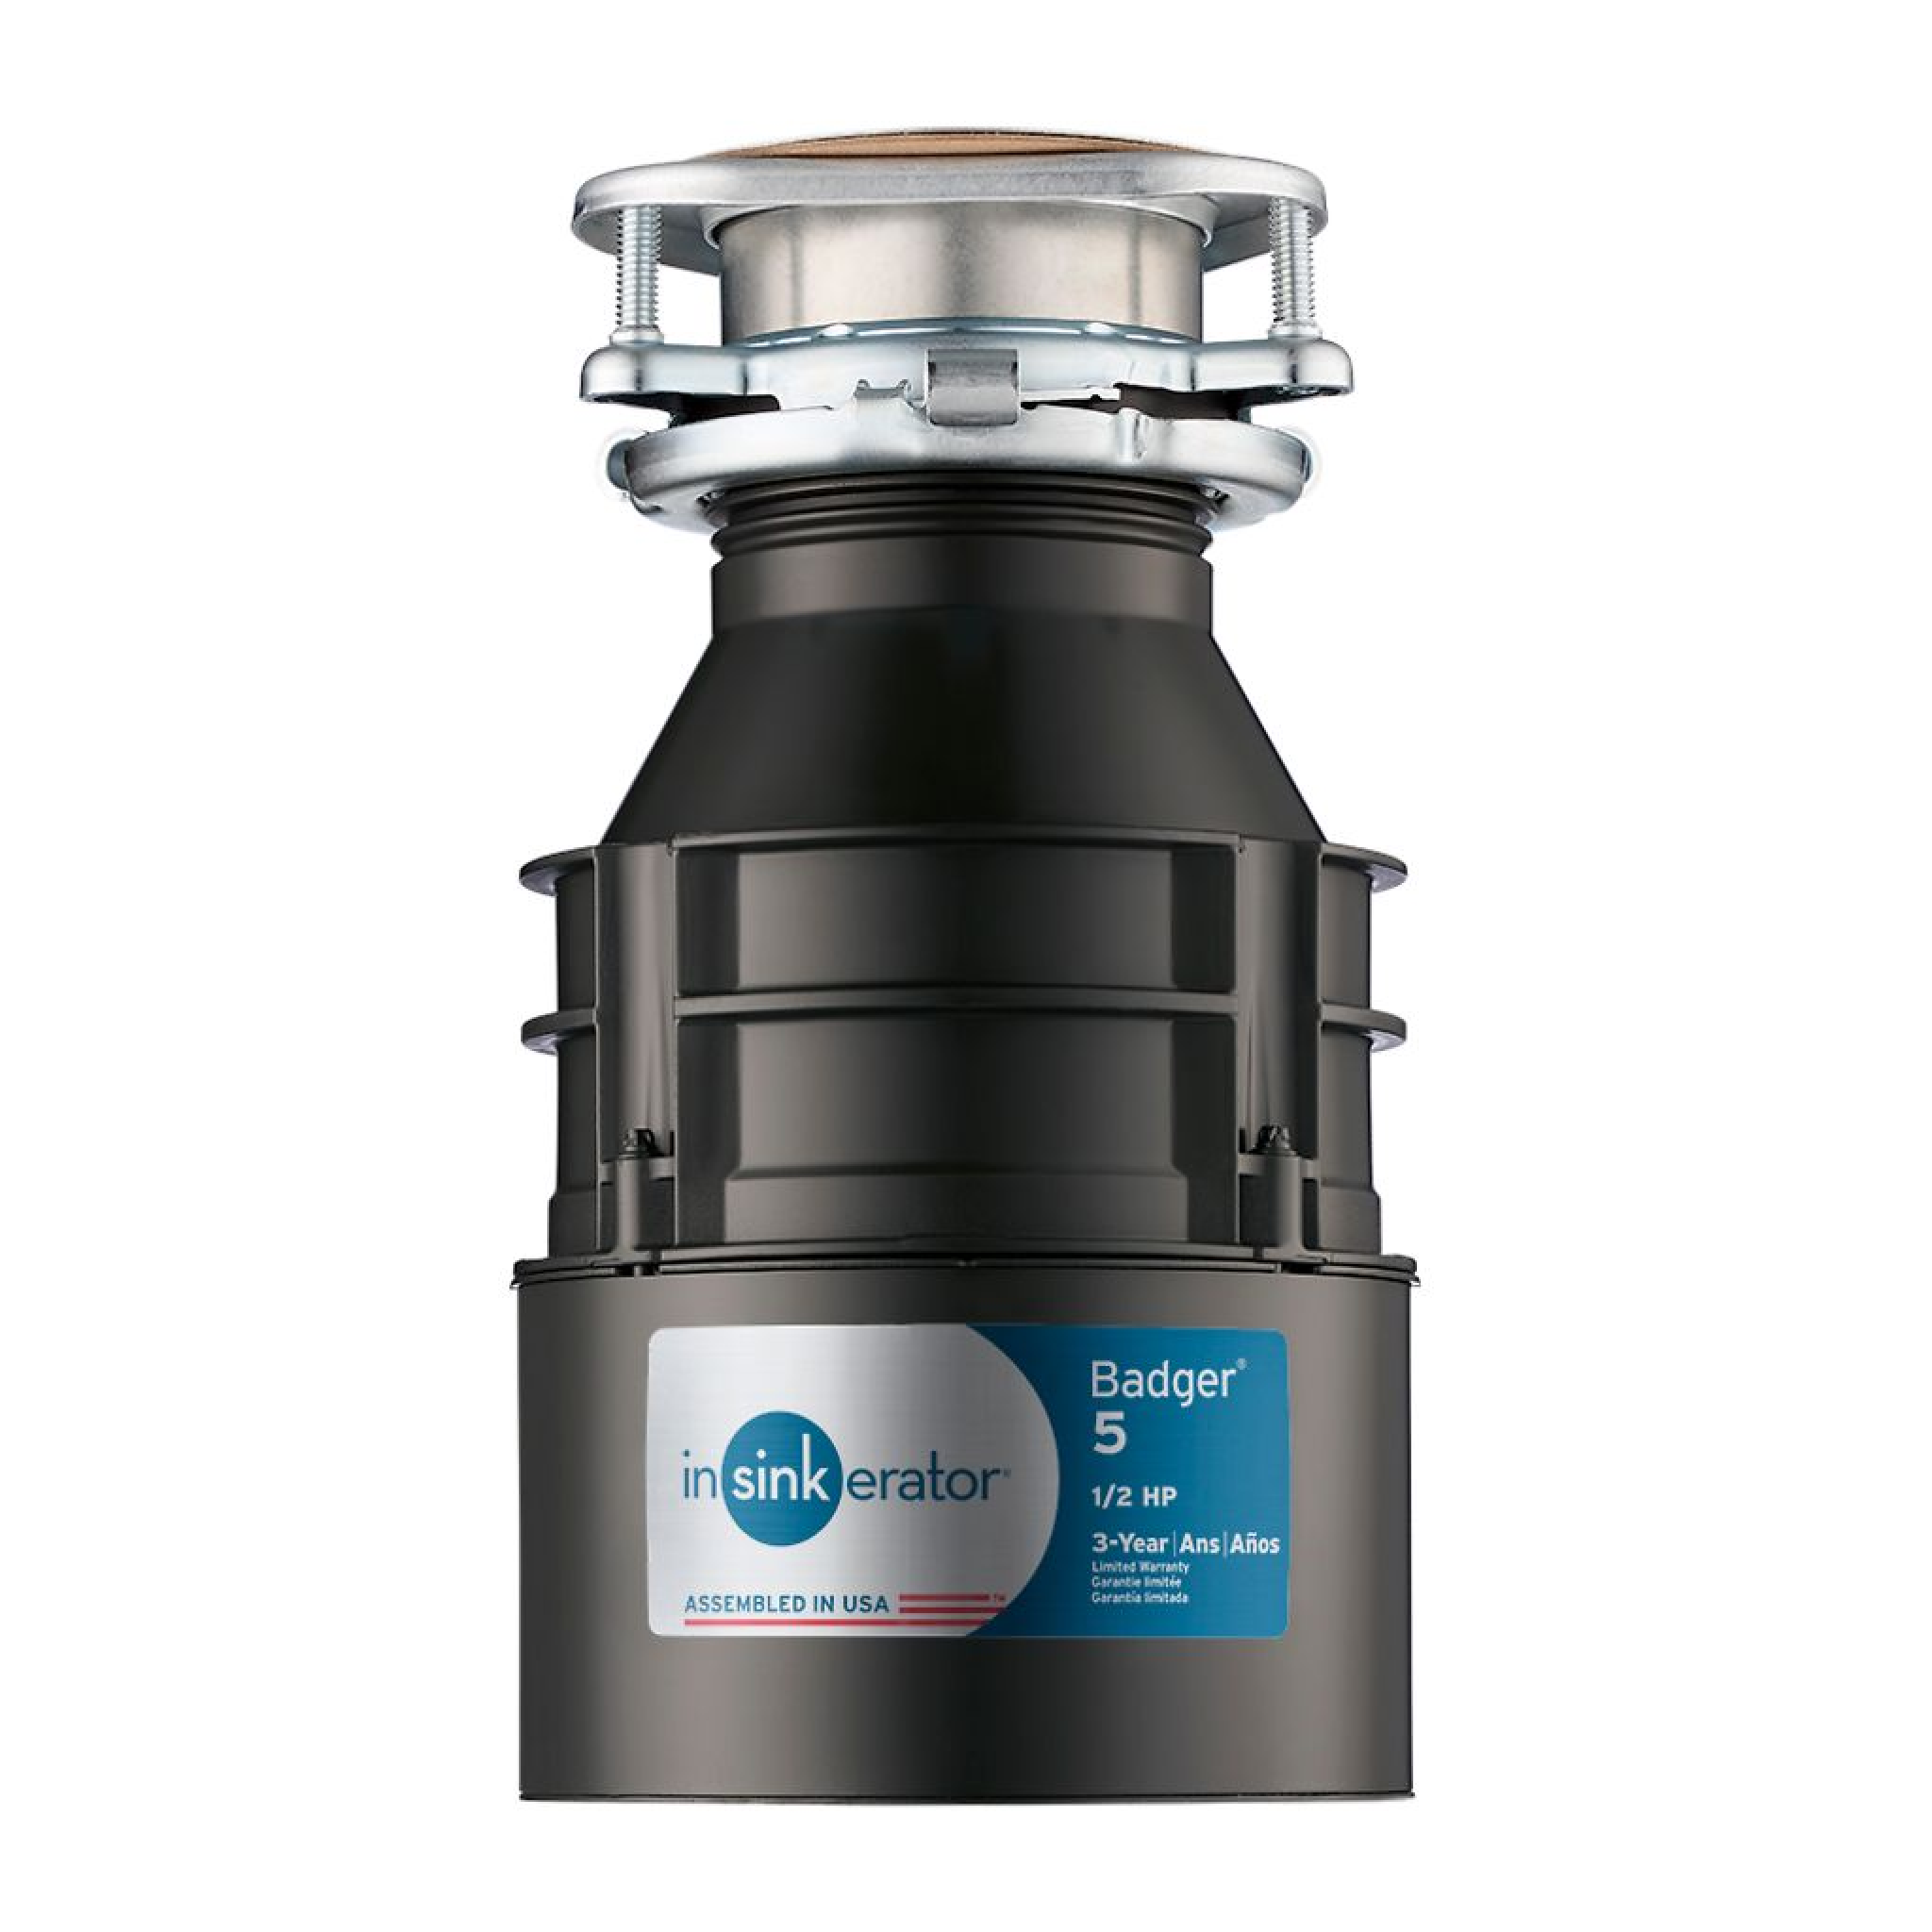 insinkerator®
ASSEMBLED IN USA ™
Badger®
5
1/2 HP
3-Year|Ans|Años
Limited Warranty
Garantie limitée
Garantía limitada